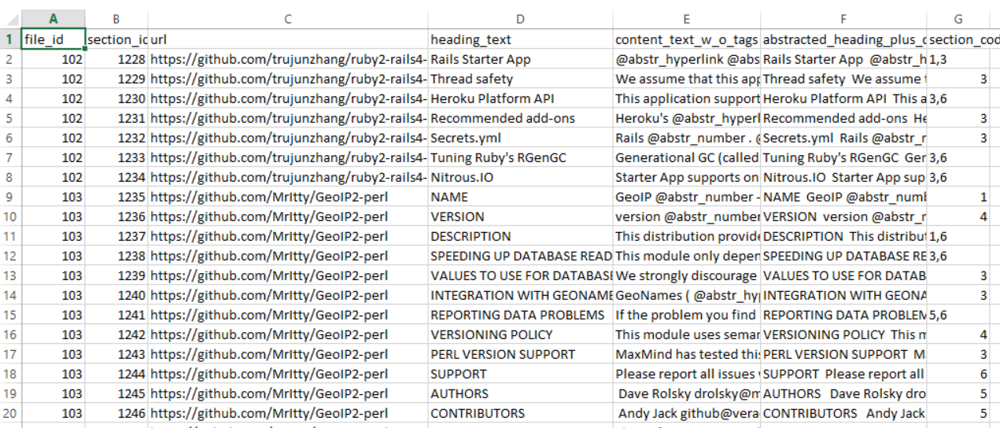 A B C D E F G
1 file_id section_id url heading_text content_text_w_o_tags abstracted_heading_plus_c section_cod
2 102 1228 https://github.com/trujunzhang/ruby2-rails4- Rails Starter App @abstr_hyperlink @abs Rails Starter App @abstr_h 1,3
3 102 1229 https://github.com/trujunzhang/ruby2-rails4- Thread safety We assume that this app Thread safety We assume t 3
4 102 1230 https://github.com/trujunzhang/ruby2-rails4- Heroku Platform API This application support Heroku Platform API This a 3,6
5 102 1231 https://github.com/trujunzhang/ruby2-rails4- Recommended add-ons Heroku's @abstr_hyperl Recommended add-ons He 3
6 102 1232 https://github.com/trujunzhang/ruby2-rails4- Secrets.yml Rails @abstr_number . ( Secrets.yml Rails @abstr_r 3
7 102 1233 https://github.com/trujunzhang/ruby2-rails4- Tuning Ruby's RGenGC Generational GC (called Tuning Ruby's RGenGC Ger 3,6
8 102 1234 https://github.com/trujunzhang/ruby2-rails4- Nitrous.IO Starter App supports on Nitrous.IO Starter App sup 3,6
9 103 1235 https://github.com/MrItty/GeoIP2-perl NAME GeoIP @abstr_number - NAME GeoIP @abstr_numb 1
10 103 1236 https://github.com/MrItty/GeoIP2-perl VERSION version @abstr_number VERSION version @abstr_r 4
11 103 1237 https://github.com/MrItty/GeoIP2-perl DESCRIPTION This distribution provide DESCRIPTION This distribut 1,6
12 103 1238 https://github.com/MrItty/GeoIP2-perl SPEEDING UP DATABASE READ This module only depen SPEEDING UP DATABASE RE 3,6
13 103 1239 https://github.com/MrItty/GeoIP2-perl VALUES TO USE FOR DATABASE We strongly discourage VALUES TO USE FOR DATAB 3
14 103 1240 https://github.com/MrItty/GeoIP2-perl INTEGRATION WITH GEONAME GeoNames ( @abstr_hy INTEGRATION WITH GEONA 3
15 103 1241 https://github.com/MrItty/GeoIP2-perl REPORTING DATA PROBLEMS If the problem you find REPORTING DATA PROBLEM 5,6
16 103 1242 https://github.com/MrItty/GeoIP2-perl VERSIONING POLICY This module uses semar VERSIONING POLICY This m 4
17 103 1243 https://github.com/MrItty/GeoIP2-perl PERL VERSION SUPPORT MaxMind has tested this PERL VERSION SUPPORT M 3
18 103 1244 https://github.com/MrItty/GeoIP2-perl SUPPORT Please report all issues SUPPORT Please report all 6
19 103 1245 https://github.com/MrItty/GeoIP2-perl AUTHORS Dave Rolsky drolsky@m AUTHORS Dave Rolsky dro 5
20 103 1246 https://github.com/MrItty/GeoIP2-perl CONTRIBUTORS Andy Jack github@vera CONTRIBUTORS Andy Jack 5